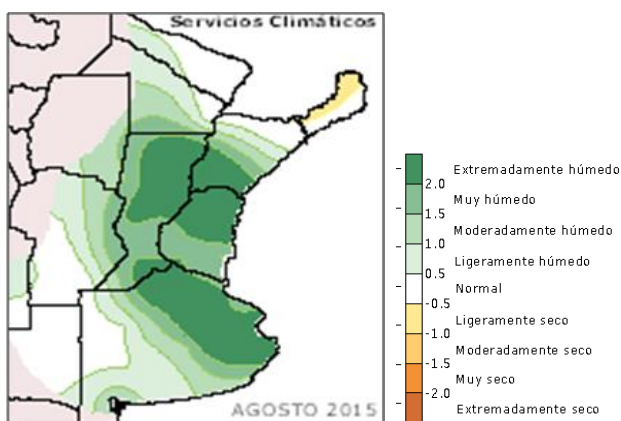 Servicios Climáticos
Extremadamente húmedo
2.0
Muy húmedo
1.5
Moderadamente húmedo
1.0
Ligeramente húmedo
0.5
Normal
-0.5
Ligeramente seco
-1.0
Moderadamente seco
-1.5
Muy seco
-2.0
Extremadamente seco
AGOSTO 2015